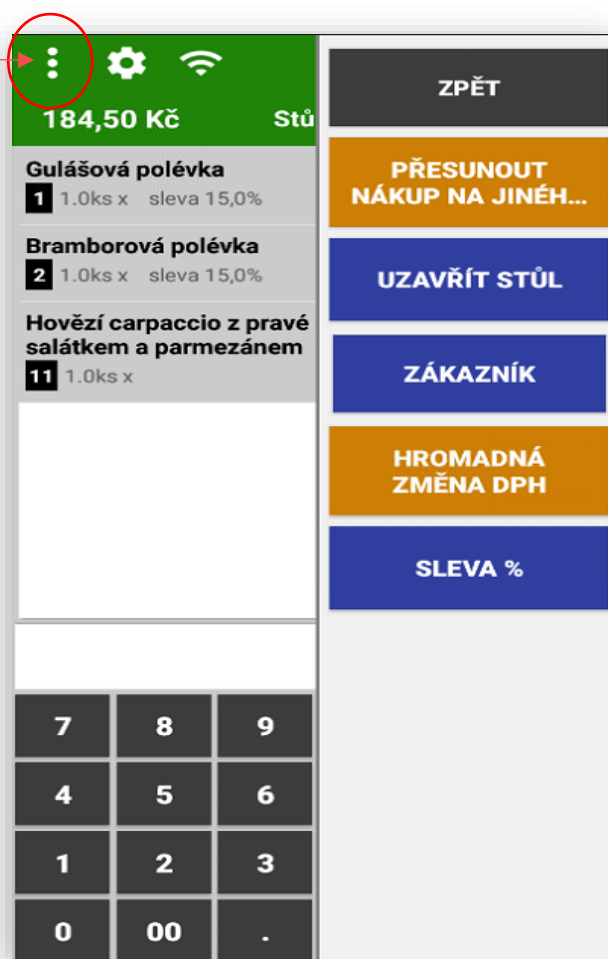 184,50 Kč Stů
Gulášová polévka
1 1.0ks x sleva 15,0%
Bramborová polévka
2 1.0ks x sleva 15,0%
Hovězí carpaccio z pravé
salátkem a parmezánem
11 1.0ks x
7 8 9
4 5 6
1 2 3
0 00 .
ZPĚT
PŘESUNOUT
NÁKUP NA JINÉH...
UZAVŘÍT STŮL
ZÁKAZNÍK
HROMADNÁ
ZMĚNA DPH
SLEVA %